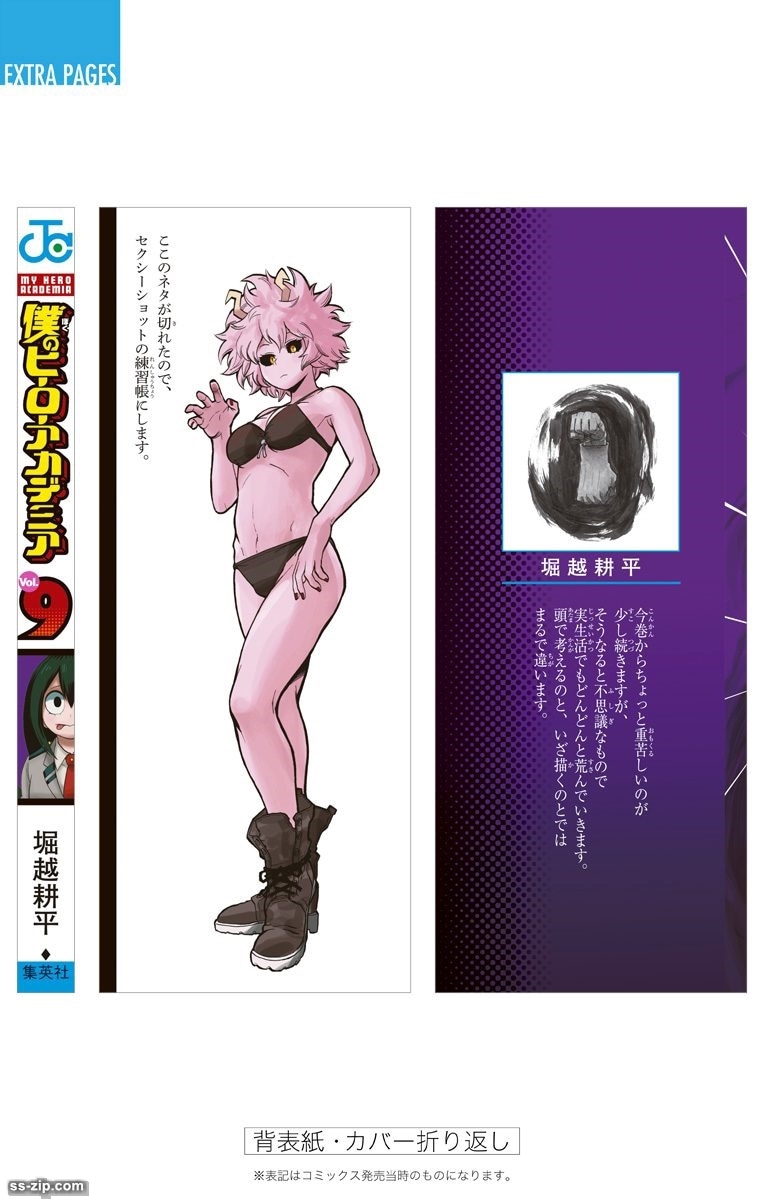 EXTRA PAGES
MY HERO
ACADEMIA
僕のヒーローアカデミア
Vol.
9
堀越耕平
集英社
ここのネタが切れたので、
セクシーショットの練習帳にします。
堀越耕平
今巻からちょっと重苦しいのが
少し続きますが、
そうなると不思議なもので
実生活でもどんどんと荒んでいきます。
頭で考えるのと、いざ描くのとでは
まるで違います。
背表紙・カバー折り返し
※表記はコミックス発売当時のものになります。
ss-zip.com